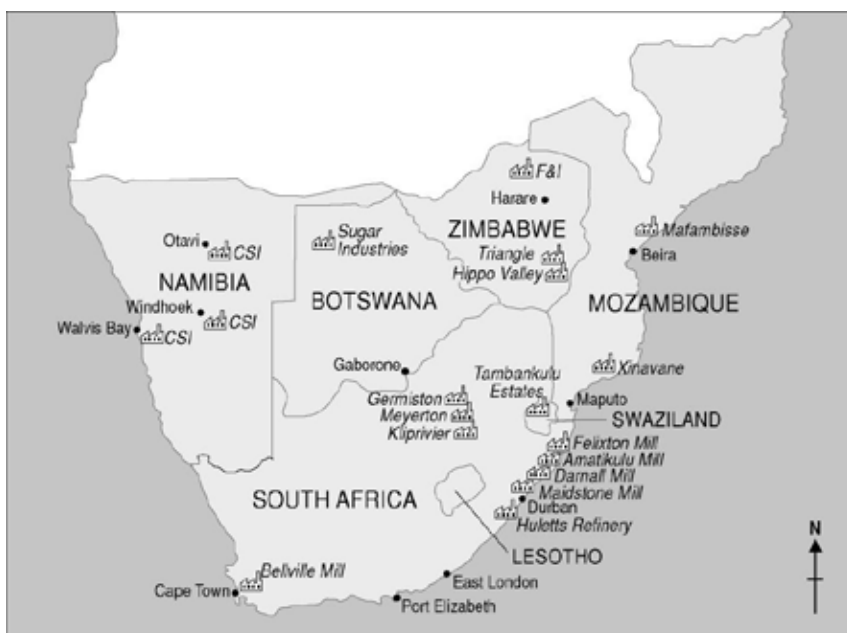 F&I
Harare
ZIMBABWE
Mafambisse
Beira
Otavi
CSI
Sugar
Industries
Triangle
Hippo Valley
NAMIBIA
BOTSWANA
MOZAMBIQUE
Windhoek
CSI
Walvis Bay
CSI
Gaborone
Xinavane
Tambankulu
Estates
Germiston
Meyerton
Kliprivier
Maputo
SWAZILAND
Felixton Mill
Amatikulu Mill
Darnall Mill
Maidstone Mill
SOUTH AFRICA
Durban
Huletts Refinery
LESOTHO
N
Bellville Mill
East London
Cape Town
Port Elizabeth